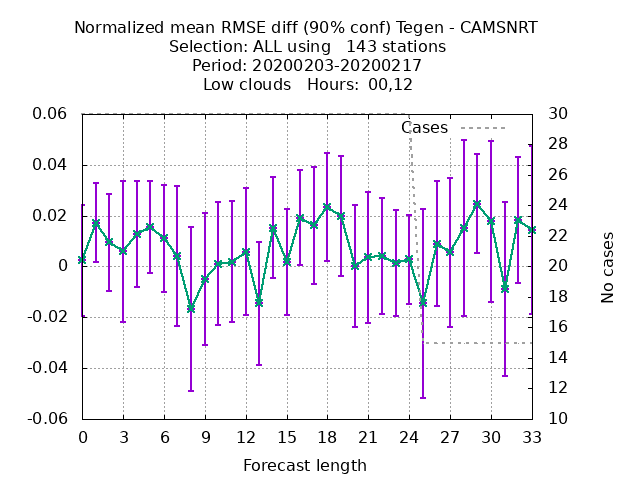 Normalized mean RMSE diff (90% conf) Tegen - CAMSNRT
Selection: ALL using   143 stations
Period: 20200203-20200217
Low clouds   Hours:  00,12
Cases
0.06
0.04
0.02
0
-0.02
-0.04
-0.06
30
28
26
24
22
20
18
16
14
12
10
No cases
0 3 6 9 12 15 18 21 24 27 30 33
Forecast length